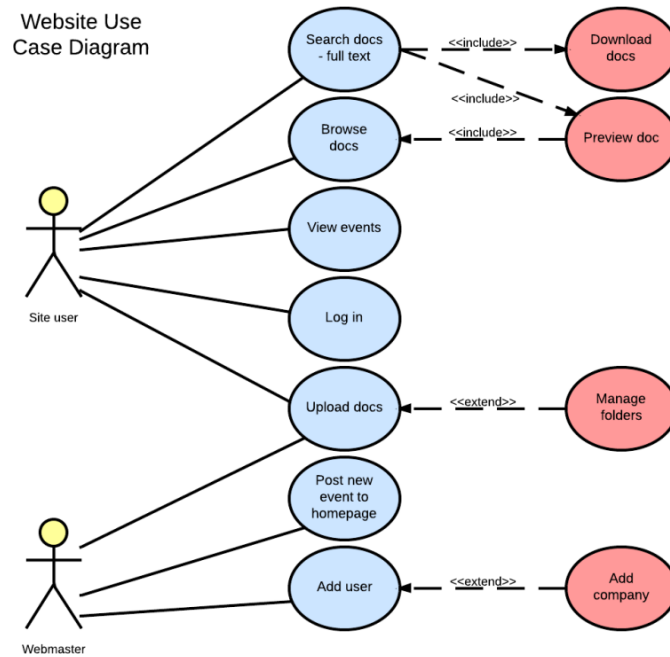 Website Use
Case Diagram
Search docs
- full text
<<include>>
Download
docs
<<include>>
Browse
docs
<<include>>
Preview doc
View events
Site user
Log in
Upload docs
<<extend>>
Manage
folders
Post new
event to
homepage
Add user
<<extend>>
Add
company
Webmaster